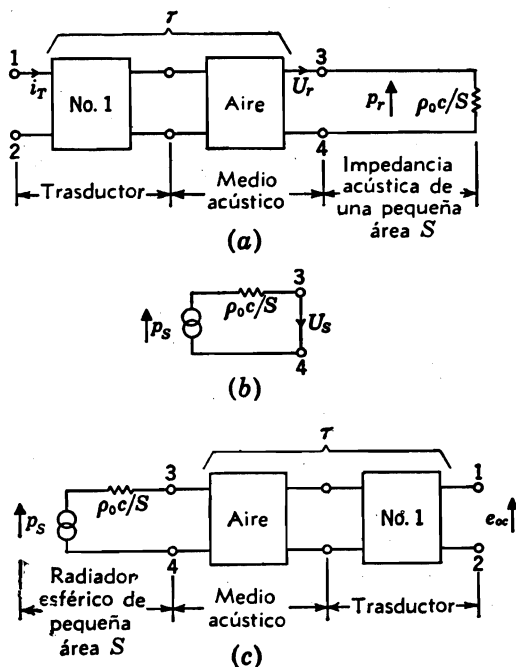 τ
1
3
i_T
No. 1
Aire
U_r
p_r
ρ₀c/S
2
4
Trasductor
Medio
acústico
Impedancia
acústica de
una pequeña
área S
(a)
3
ρ₀c/S
p_S
U_s
4
(b)
τ
3
1
ρ₀c/S
p_S
Aire
No. 1
e_oc
4
2
Radiador
esférico de
pequeña
área S
Medio
acústico
Trasductor
(c)